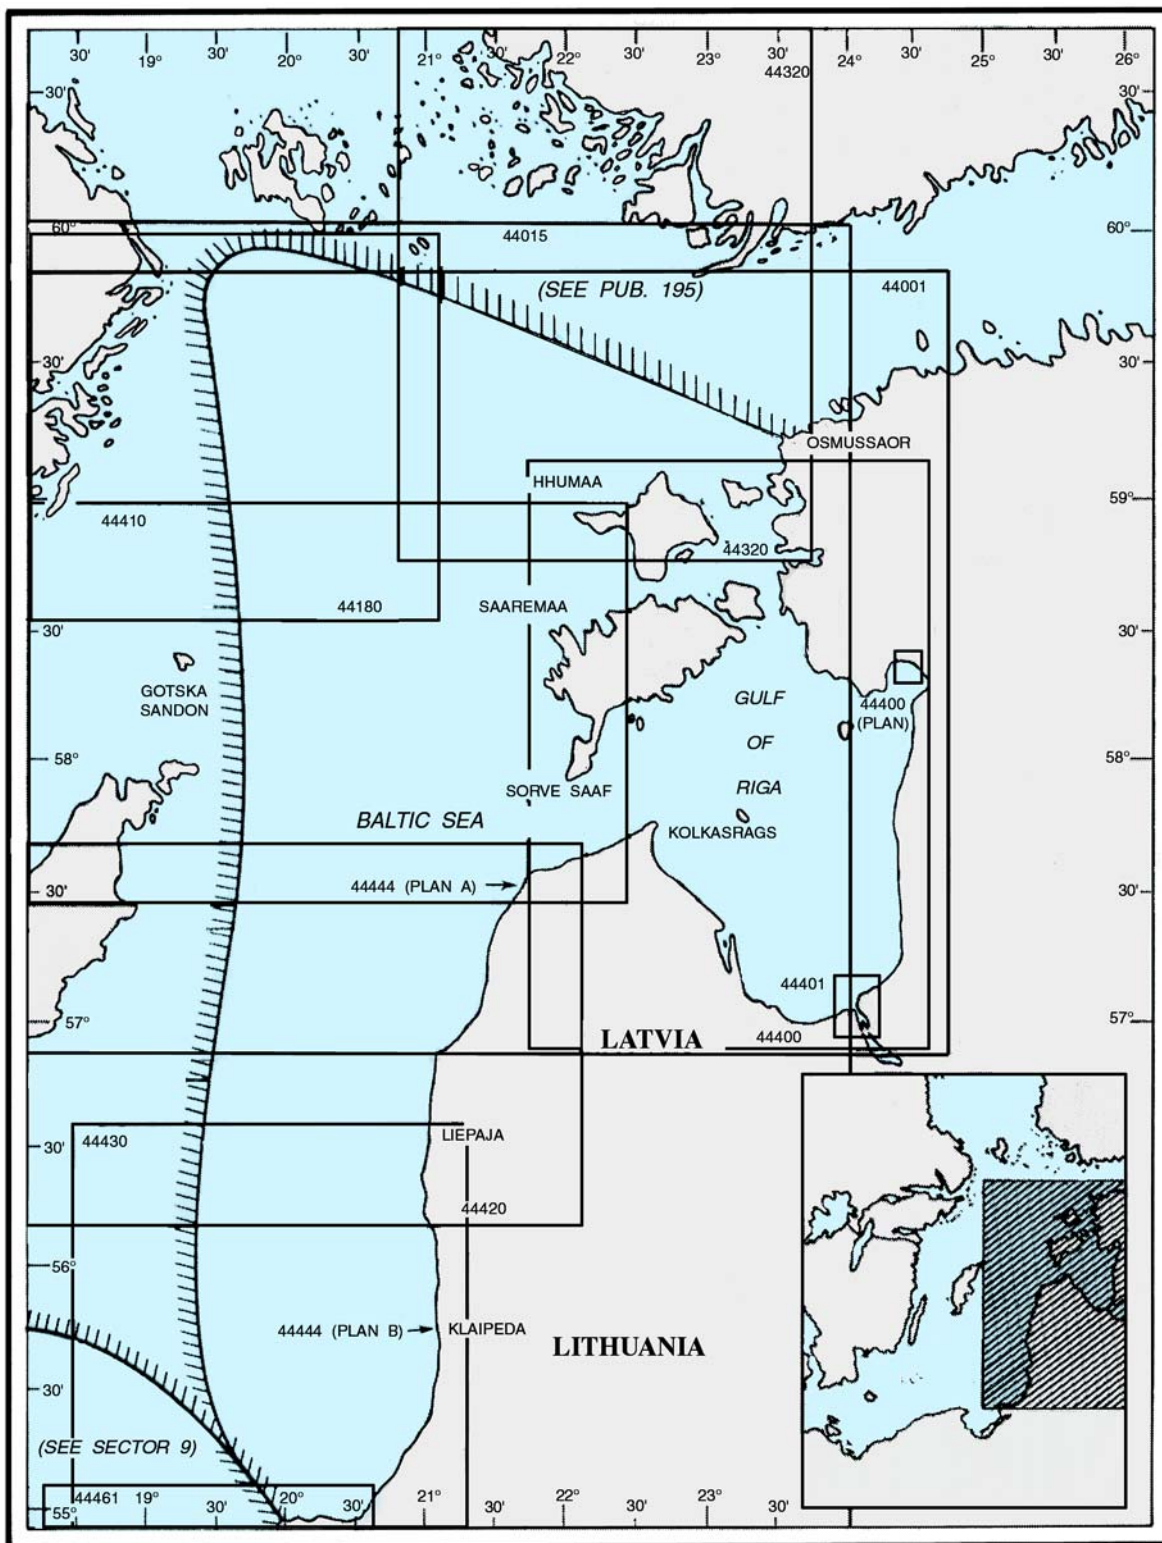 30' 19° 30' 20° 30' 21° 30' 22° 30' 23° 30' 24° 30' 25° 30' 26°
44320
30' 30'
60° 60°
44015
(SEE PUB. 195)
44001
30' 30'
OSMUSSAOR
HHUMAA
59°
44410
44320
44180
SAAREMAA
30' 30'
GOTSKA
SANDON
GULF
OF
RIGA
44400
(PLAN)
58° 58°
SORVE SAAF
BALTIC SEA
KOLKASRAGS
44444 (PLAN A)
30' 30'
44401
57° 57°
LATVIA
44400
44430
LIEPAJA
30'
44420
56°
44444 (PLAN B)
KLAIPEDA
LITHUANIA
30'
(SEE SECTOR 9)
44461
55°
19° 30' 20° 30' 21° 30' 22° 30' 23° 30'